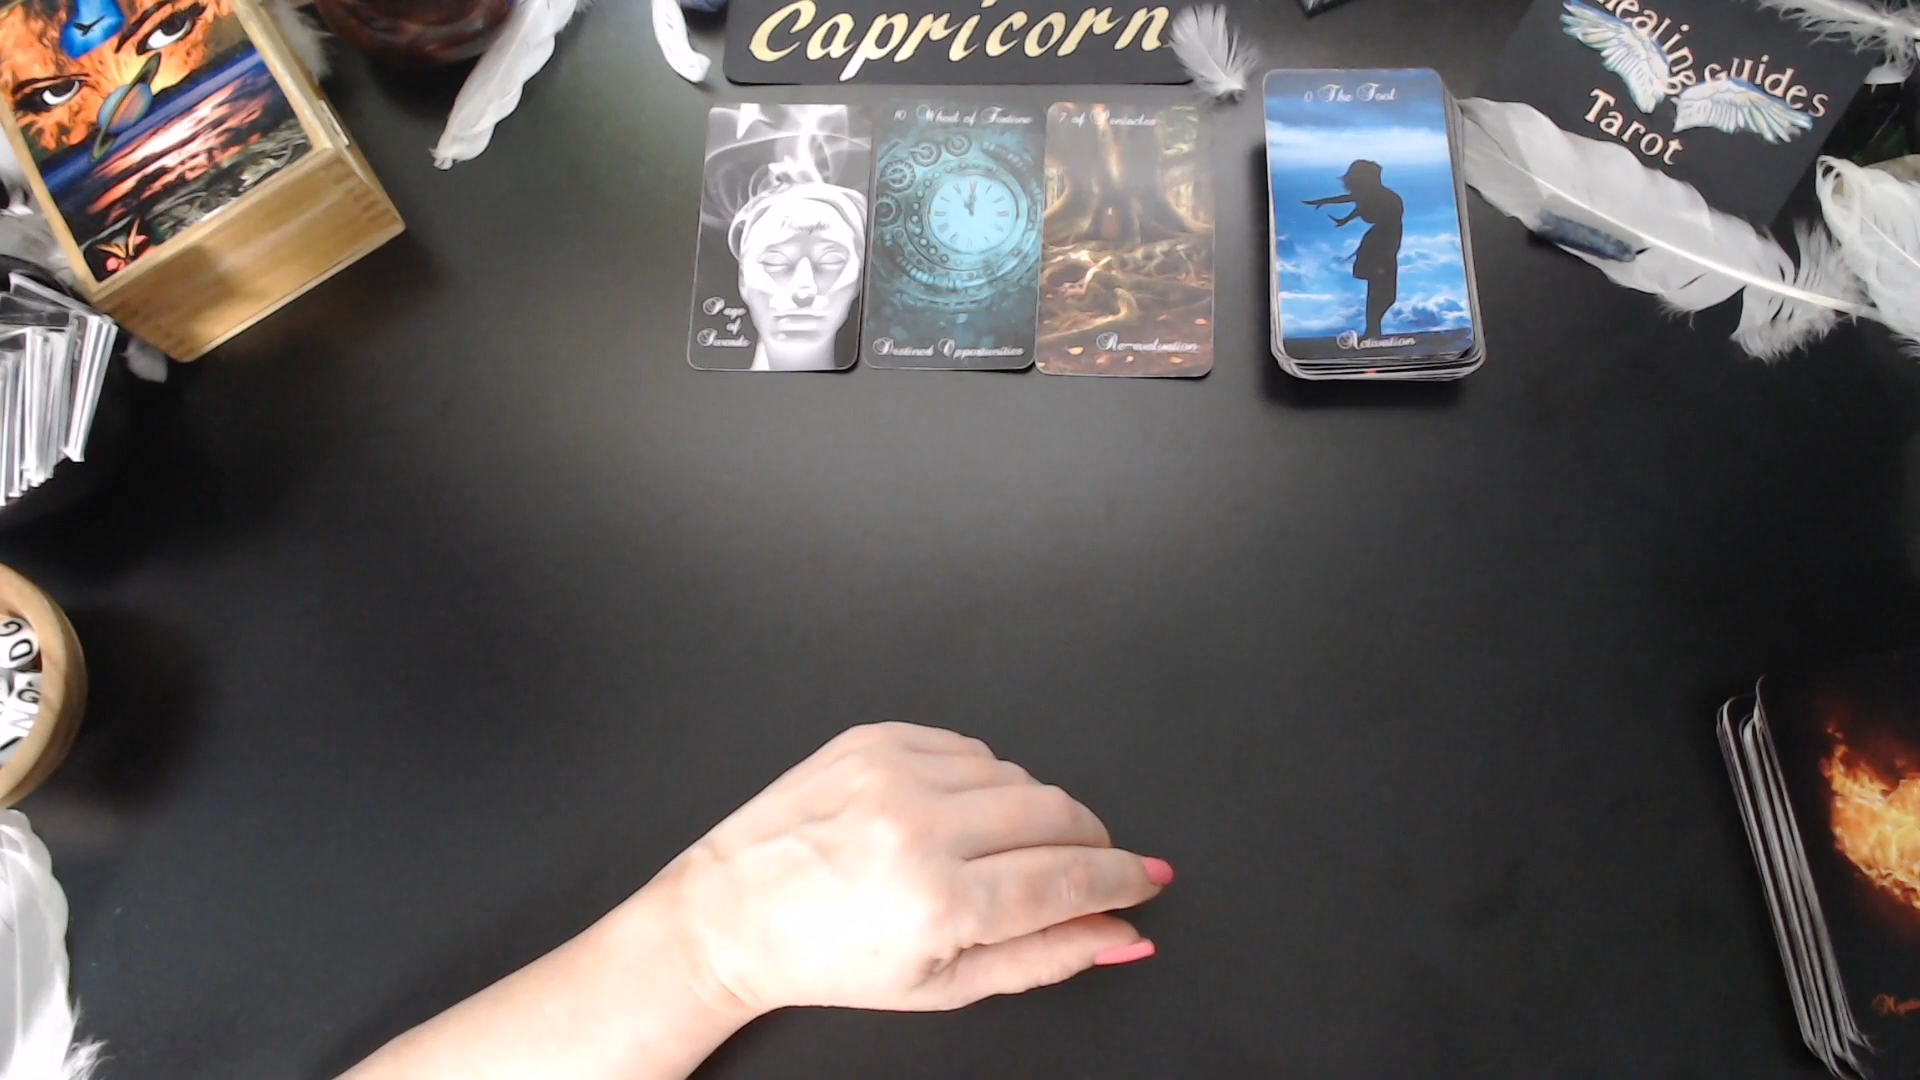 Capricorn
Healing
Guides
Tarot
10 Wheel of Fortune
7 of Pentacles
0 The Fool
Thoughts
Page
of
Swords
Destined Opportunities
Re-evaluation
Activation